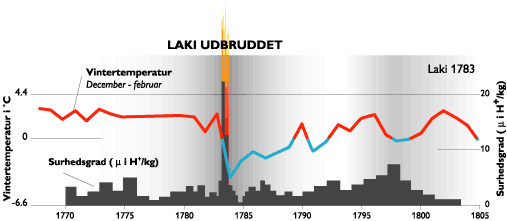 LAKI UDBRUDDET
Laki 1783
Vintertemperatur
December - februar
4.4
0
-6.6
Vintertemperatur i ˚C
Surhedsgrad ( µ i H⁺/kg)
20
10
0
Surhedsgrad ( µ i H⁺/kg)
1770 1775 1780 1785 1790 1795 1800 1805